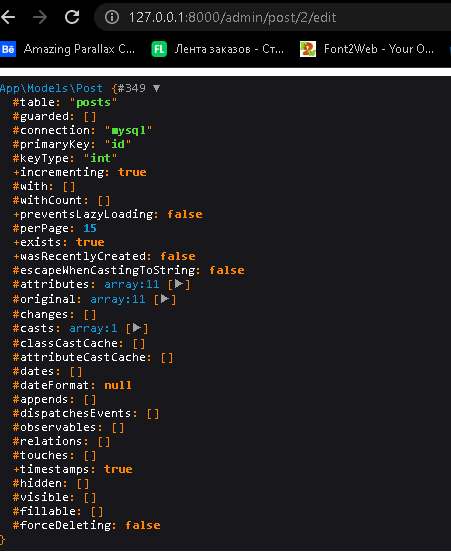 127.0.0.1:8000/admin/post/2/edit
Bē Amazing Parallax C... FL Лента заказов - Ст... Font2Web - Your O...
App\Models\Post {#349 ▼
#table: "posts"
#guarded: []
#connection: "mysql"
#primaryKey: "id"
#keyType: "int"
+incrementing: true
#with: []
#withCount: []
+preventsLazyLoading: false
#perPage: 15
+exists: true
+wasRecentlyCreated: false
#escapeWhenCastingToString: false
#attributes: array:11 [▶]
#original: array:11 [▶]
#changes: []
#casts: array:1 [▶]
#classCastCache: []
#attributeCastCache: []
#dates: []
#dateFormat: null
#appends: []
#dispatchesEvents: []
#observables: []
#relations: []
#touches: []
+timestamps: true
#hidden: []
#visible: []
#fillable: []
#forceDeleting: false
}